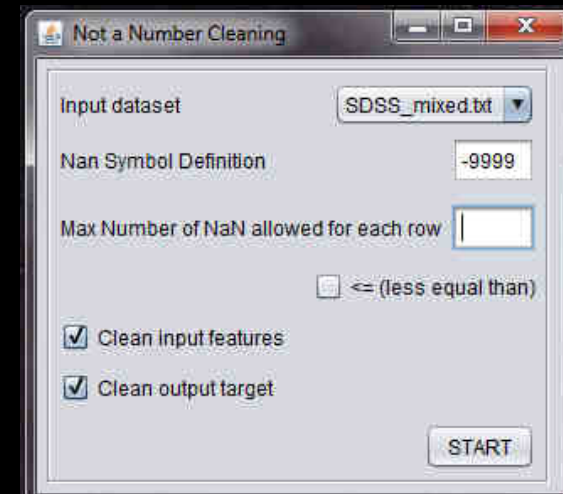 Not a Number Cleaning
Input dataset SDSS_mixed.txt
Nan Symbol Definition -9999
Max Number of NaN allowed for each row
<= (less equal than)
Clean input features
Clean output target
START